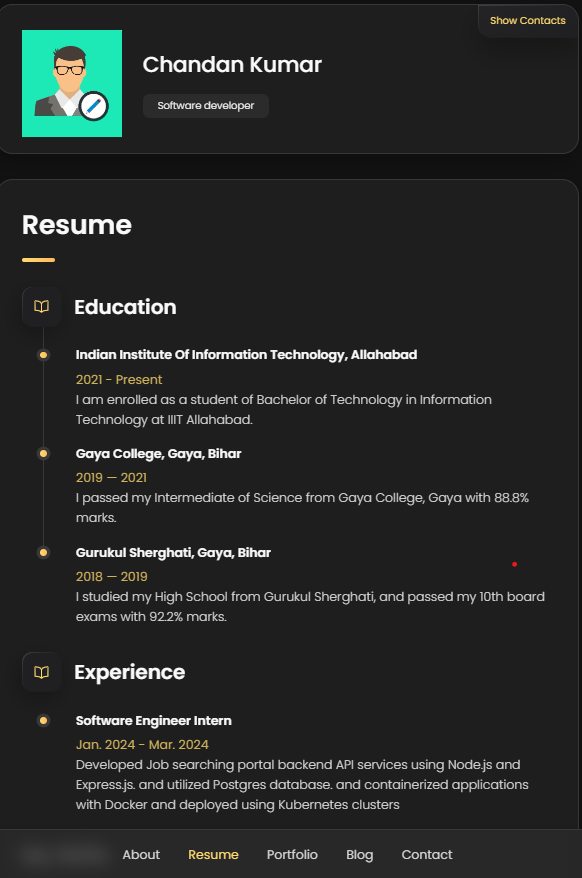 Show Contacts
Chandan Kumar
Software developer
Resume
Education
Indian Institute Of Information Technology, Allahabad
2021 - Present
I am enrolled as a student of Bachelor of Technology in Information
Technology at IIIT Allahabad.
Gaya College, Gaya, Bihar
2019 — 2021
I passed my Intermediate of Science from Gaya College, Gaya with 88.8%
marks.
Gurukul Sherghati, Gaya, Bihar
2018 — 2019
I studied my High School from Gurukul Sherghati, and passed my 10th board
exams with 92.2% marks.
Experience
Software Engineer Intern
Jan. 2024 - Mar. 2024
Developed Job searching portal backend API services using Node.js and
Express.js. and utilized Postgres database. and containerized applications
with Docker and deployed using Kubernetes clusters
About Resume Portfolio Blog Contact